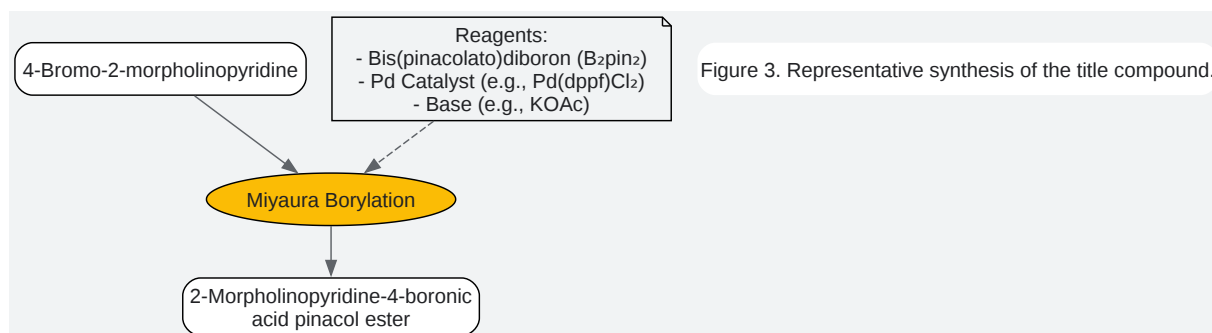 4-Bromo-2-morpholinopyridine
Reagents:
- Bis(pinacolato)diboron (B₂pin₂)
- Pd Catalyst (e.g., Pd(dppf)Cl₂)
- Base (e.g., KOAc)
Figure 3. Representative synthesis of the title compound.
Miyaura Borylation
2-Morpholinopyridine-4-boronic
acid pinacol ester